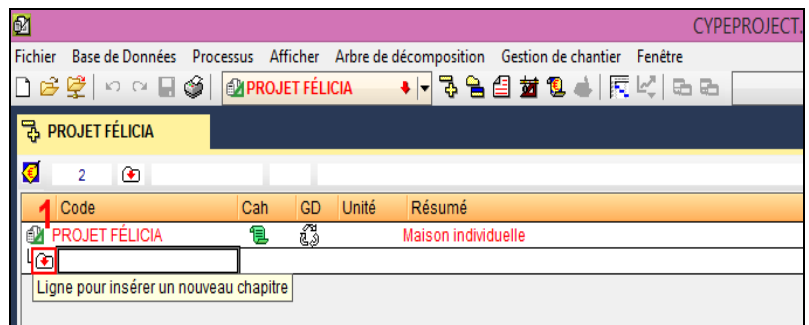 CYPEPROJECT.
Fichier Base de Données Processus Afficher Arbre de décomposition Gestion de chantier Fenêtre
PROJET FÉLICIA
PROJET FÉLICIA
2
1 Code Cah GD Unité Résumé
PROJET FÉLICIA Maison individuelle
Ligne pour insérer un nouveau chapitre